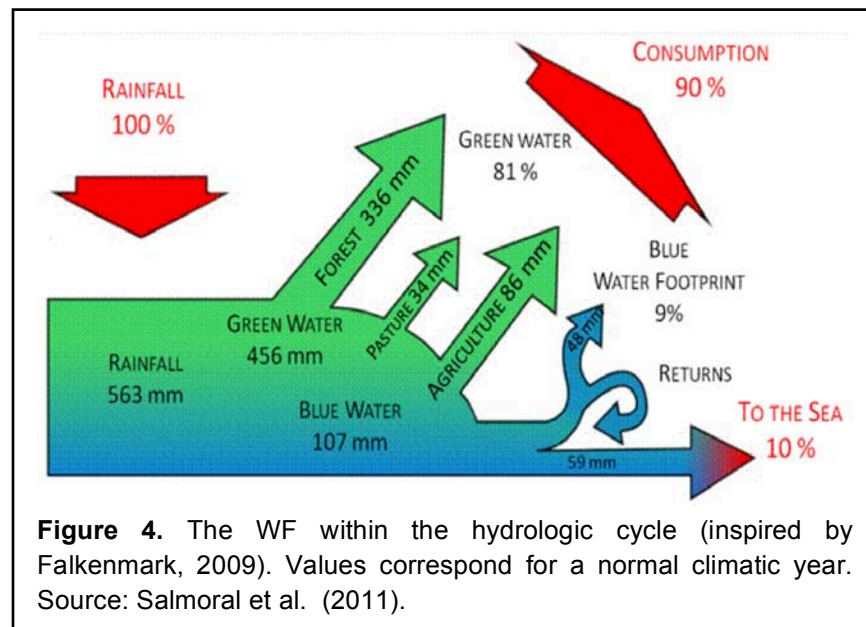 CONSUMPTION
90 %
RAINFALL
100 %
GREEN WATER
81 %
FOREST 336 mm
PASTURE 34 mm
AGRICULTURE 86 mm
BLUE
WATER FOOTPRINT
9%
48 mm
GREEN WATER
456 mm
RAINFALL
563 mm
BLUE WATER
107 mm
RETURNS
TO THE SEA
10 %
59 mm
Figure 4. The WF within the hydrologic cycle (inspired by
Falkenmark, 2009). Values correspond for a normal climatic year.
Source: Salmoral et al. (2011).